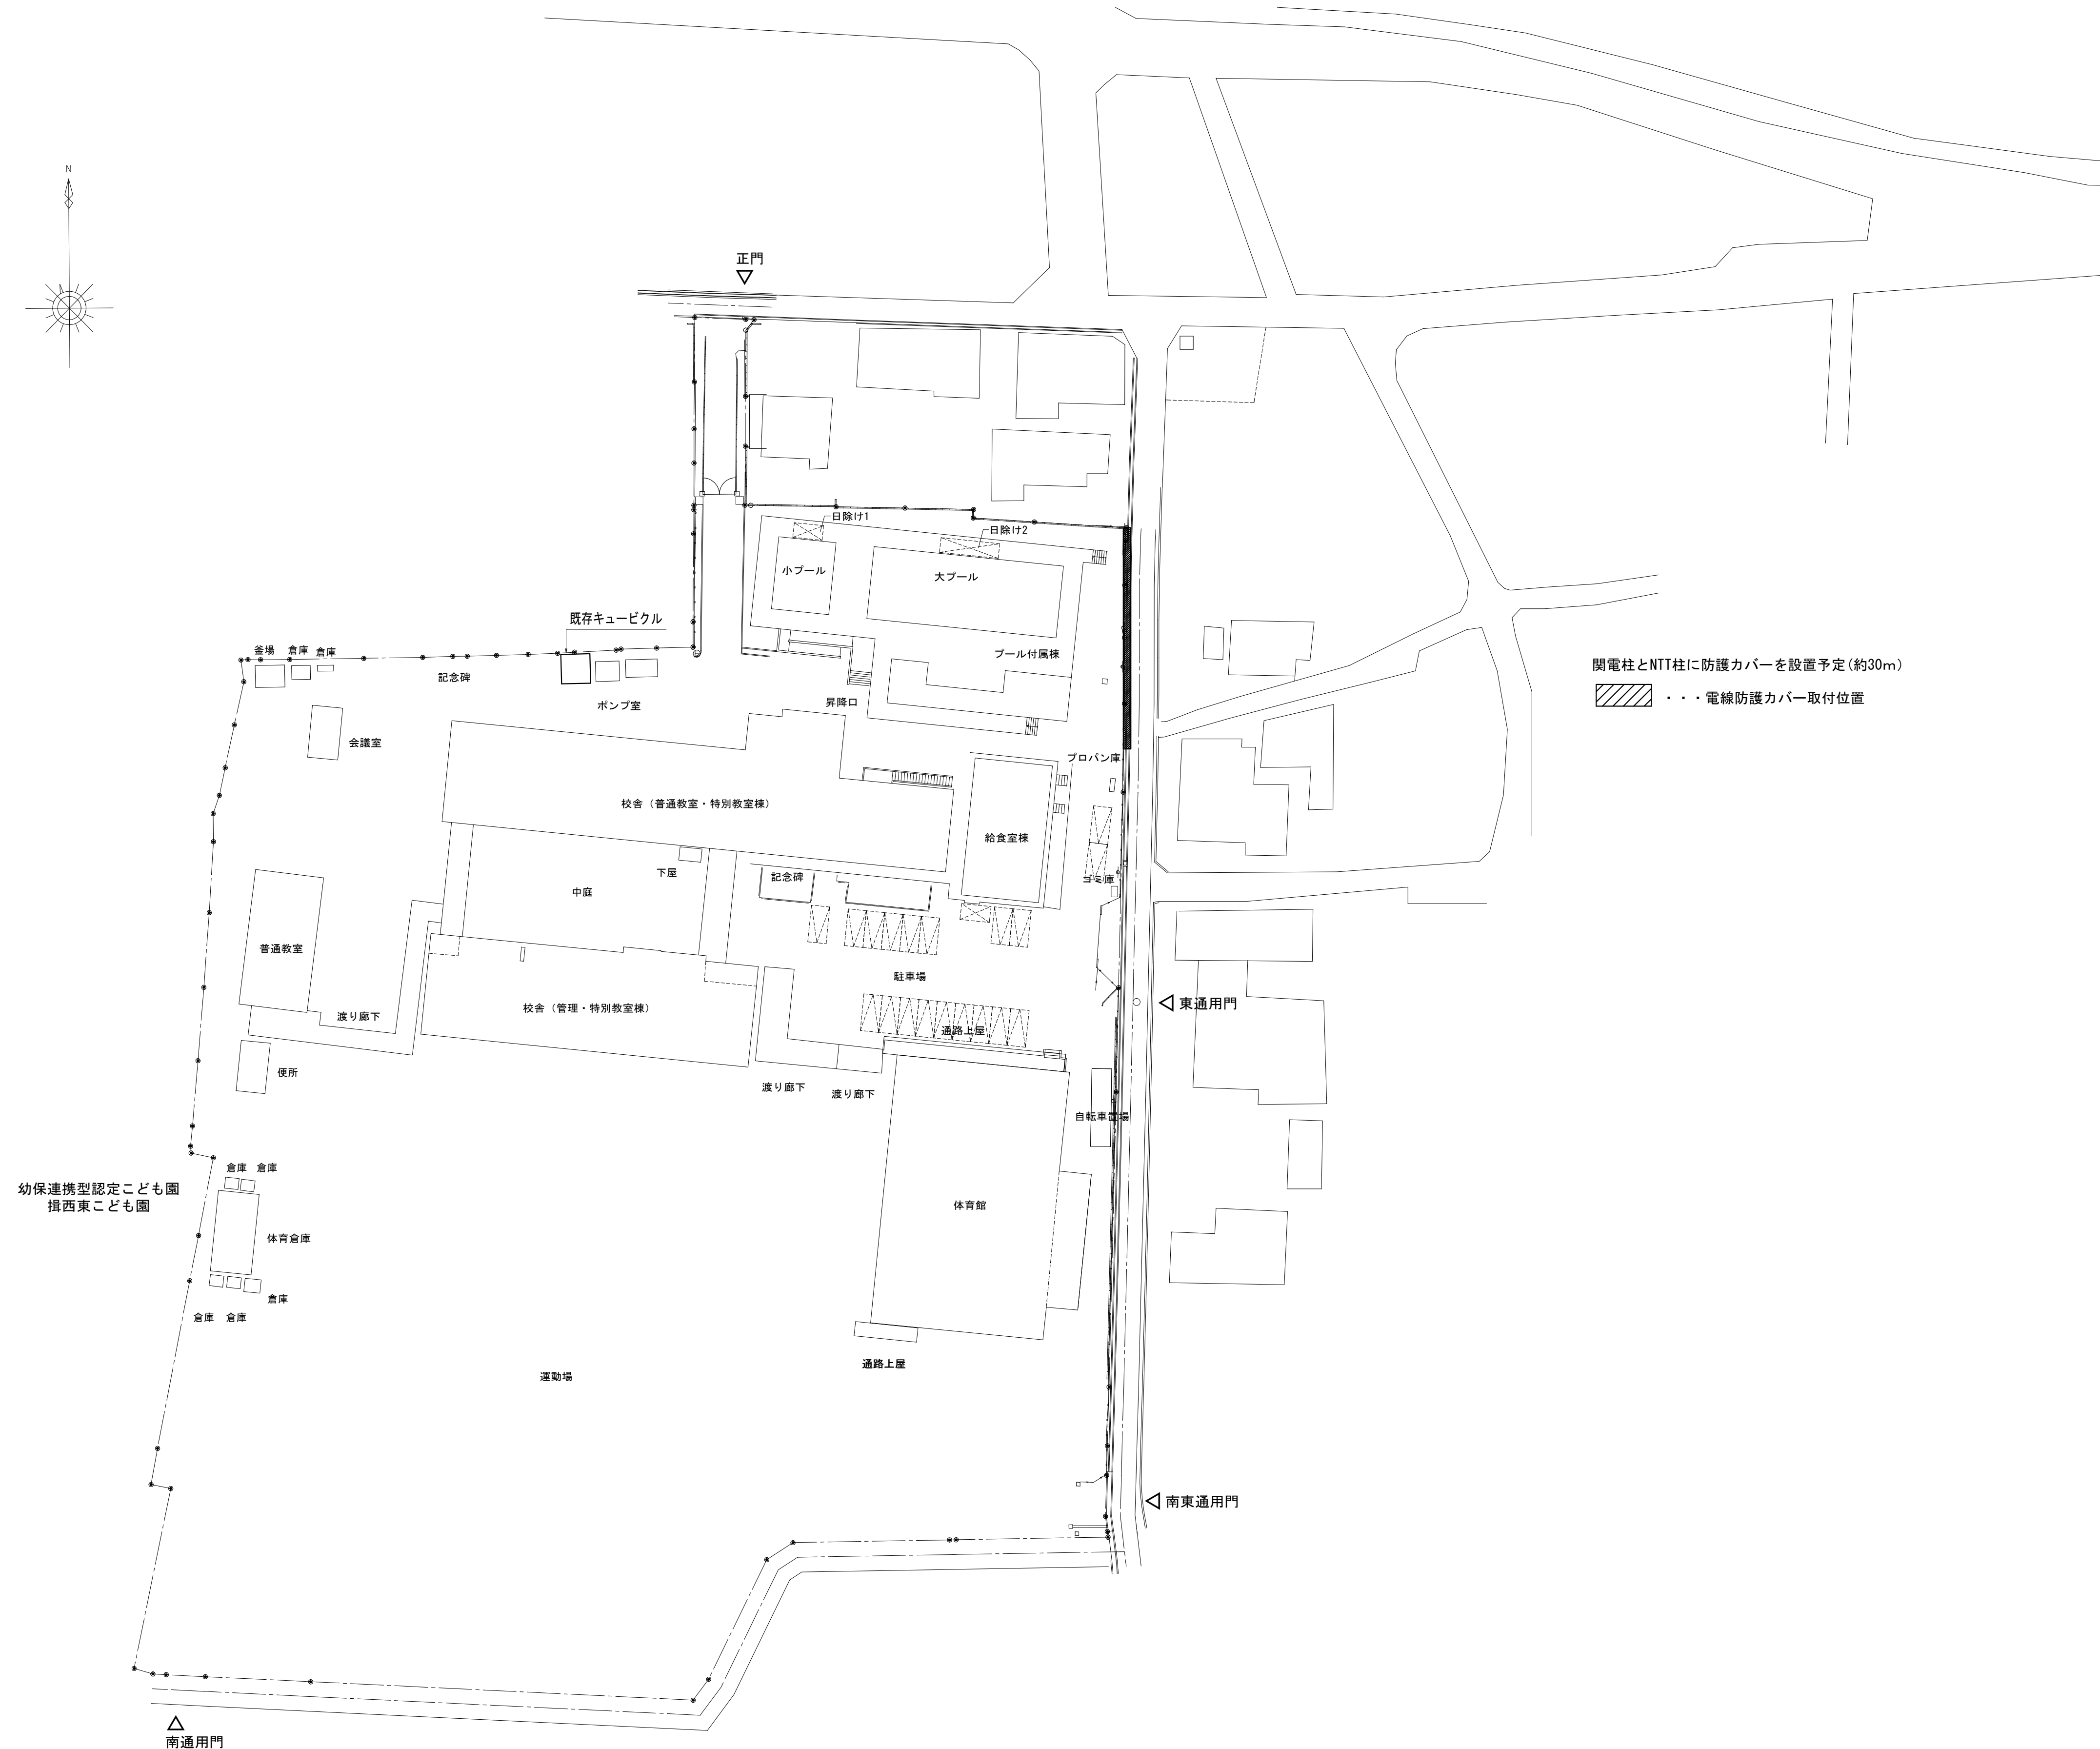 N
正門
日除け1
日除け2
小プール
大プール
既存キュービクル
釜場
倉庫
倉庫
記念碑
ポンプ室
プール付属棟
昇降口
関電柱とNTT柱に防護カバーを設置予定(約30m)
・・・電線防護カバー取付位置
会議室
プロパン庫
校舎(普通教室・特別教室棟)
給食室棟
下屋
記念碑
ゴミ庫
中庭
普通教室
駐車場
東通用門
校舎(管理・特別教室棟)
渡り廊下
通路上屋
便所
渡り廊下
渡り廊下
自転車置場
倉庫
倉庫
幼保連携型認定こども園
揖西東こども園
体育館
体育倉庫
倉庫
倉庫
倉庫
通路上屋
運動場
南東通用門
南通用門